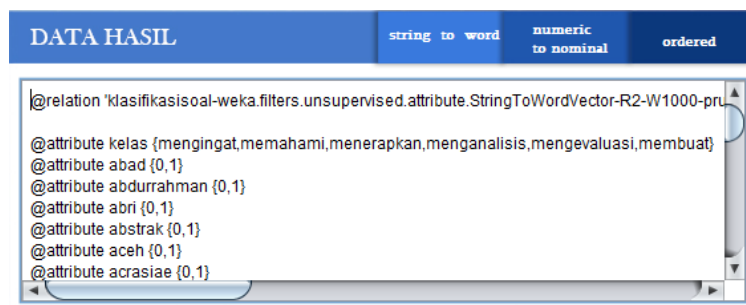 DATA HASIL
string to word
numeric
to nominal
ordered
@relation 'klasifikasisoal-weka.filters.unsupervised.attribute.StringToWordVector-R2-W1000-pru
@attribute kelas {mengingat,memahami,menerapkan,menganalisis,mengevaluasi,membuat}
@attribute abad {0,1}
@attribute abdurrahman {0,1}
@attribute abri {0,1}
@attribute abstrak {0,1}
@attribute aceh {0,1}
@attribute acrasiae {0,1}